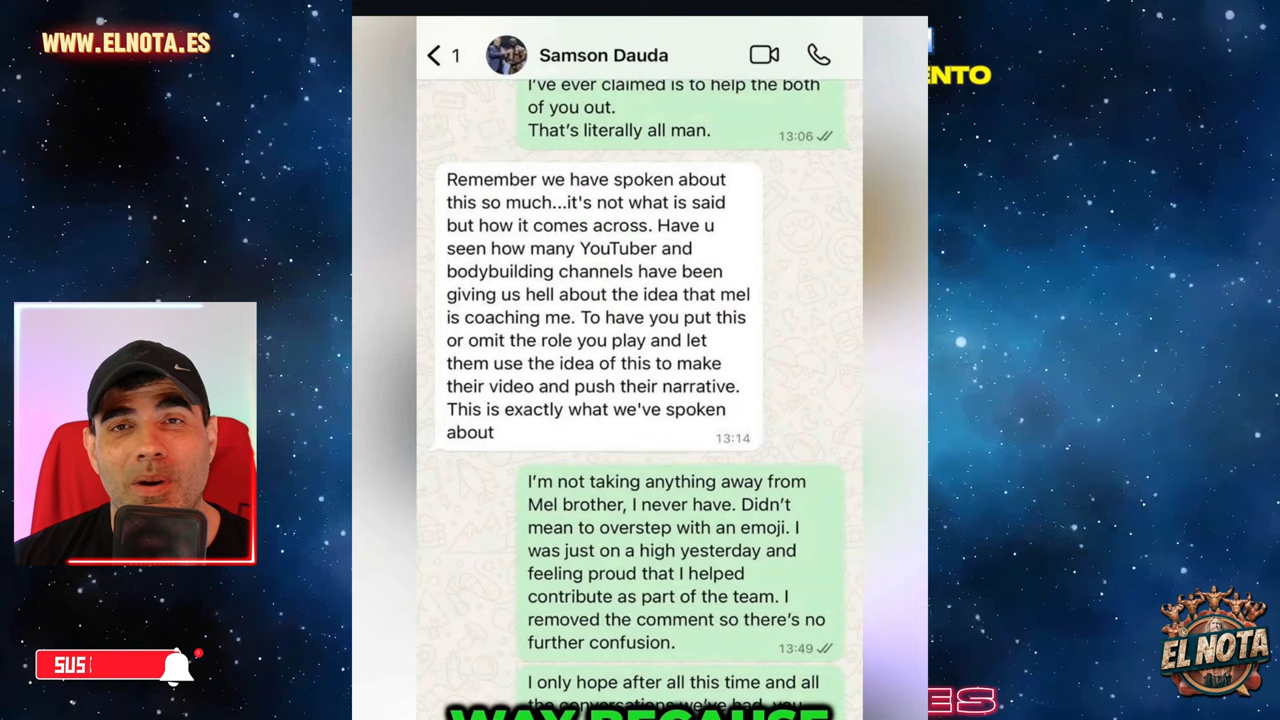 WWW.ELNOTA.ES
1
Samson Dauda
ENTO
I've ever claimed is to help the both
of you out.
That's literally all man.
13:06
Remember we have spoken about
this so much...it's not what is said
but how it comes across. Have u
seen how many YouTuber and
bodybuilding channels have been
giving us hell about the idea that mel
is coaching me. To have you put this
or omit the role you play and let
them use the idea of this to make
their video and push their narrative.
This is exactly what we've spoken
about
13:14
I'm not taking anything away from
Mel brother, I never have. Didn't
mean to overstep with an emoji. I
was just on a high yesterday and
feeling proud that I helped
contribute as part of the team. I
removed the comment so there's no
further confusion.
13:49
I only hope after all this time and all
WAY BECAUSE
SUS
EL NOTA
ES